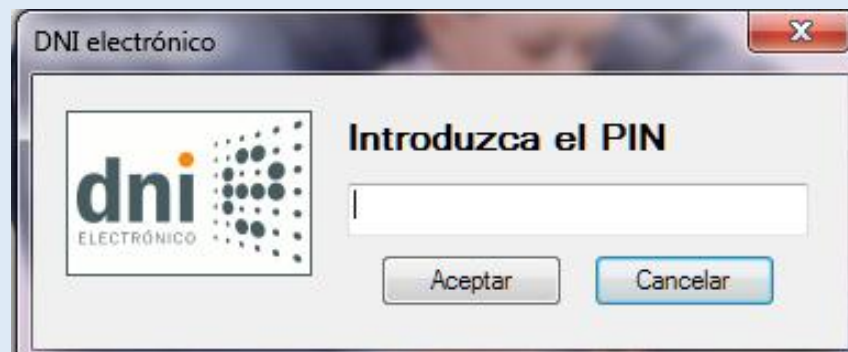 DNI electrónico
Introduzca el PIN
dni
ELECTRÓNICO
Aceptar
Cancelar